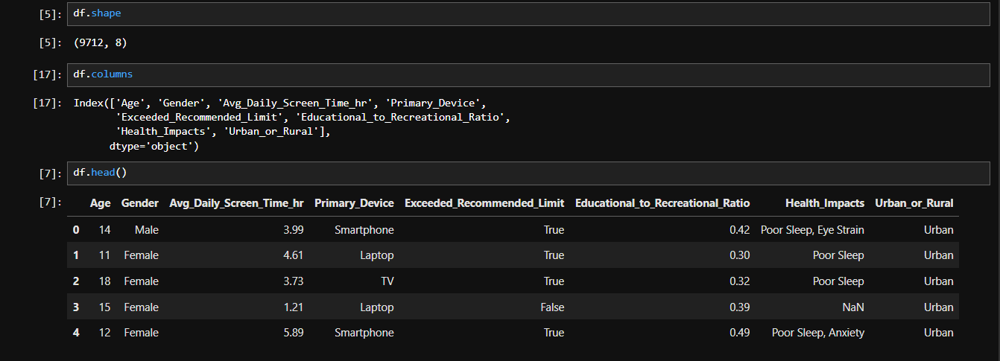 [5]: df.shape
[5]: (9712, 8)
[17]: df.columns
[17]: Index(['Age', 'Gender', 'Avg_Daily_Screen_Time_hr', 'Primary_Device',
'Exceeded_Recommended_Limit', 'Educational_to_Recreational_Ratio',
'Health_Impacts', 'Urban_or_Rural'],
dtype='object')
[7]: df.head()
[7]: Age Gender Avg_Daily_Screen_Time_hr Primary_Device Exceeded_Recommended_Limit Educational_to_Recreational_Ratio Health_Impacts Urban_or_Rural
0 14 Male 3.99 Smartphone True 0.42 Poor Sleep, Eye Strain Urban
1 11 Female 4.61 Laptop True 0.30 Poor Sleep Urban
2 18 Female 3.73 TV True 0.32 Poor Sleep Urban
3 15 Female 1.21 Laptop False 0.39 NaN Urban
4 12 Female 5.89 Smartphone True 0.49 Poor Sleep, Anxiety Urban